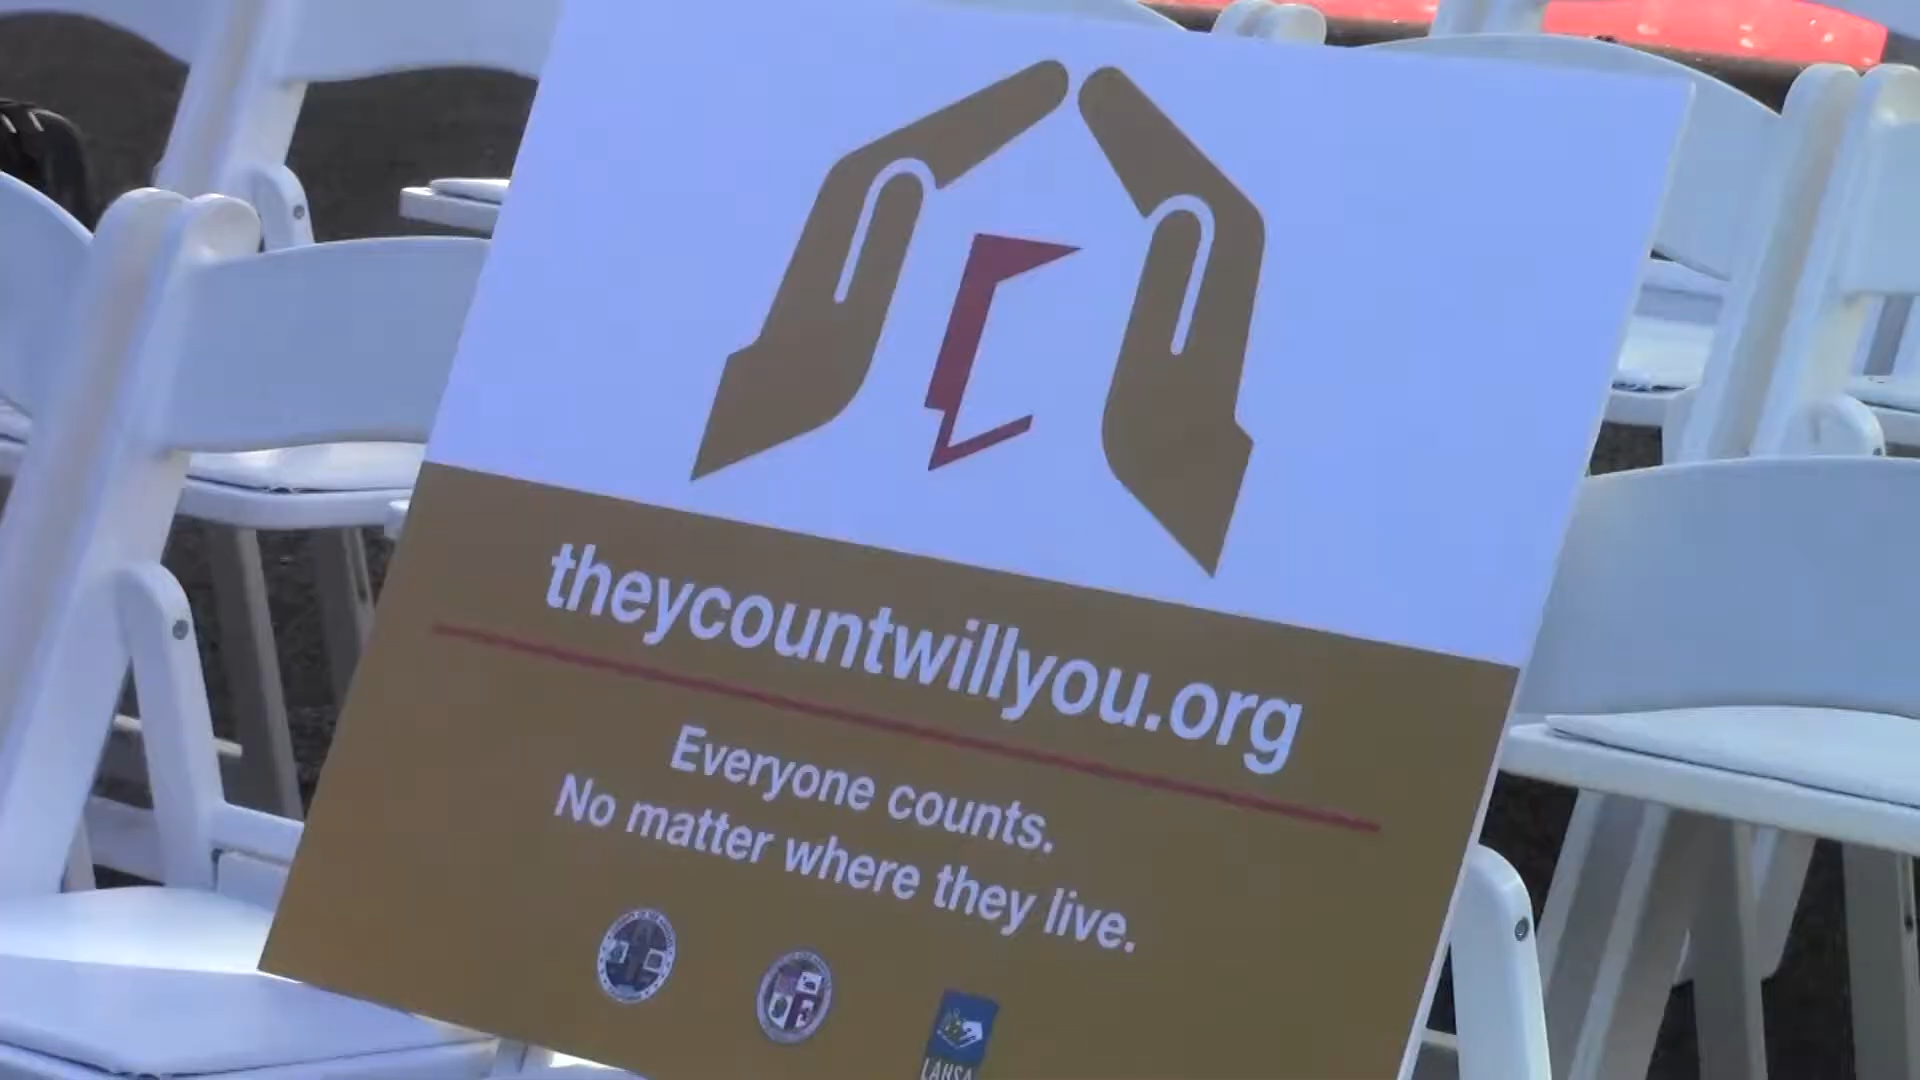 theycountwillyou.org
Everyone counts.
No matter where they live.
LAHSA